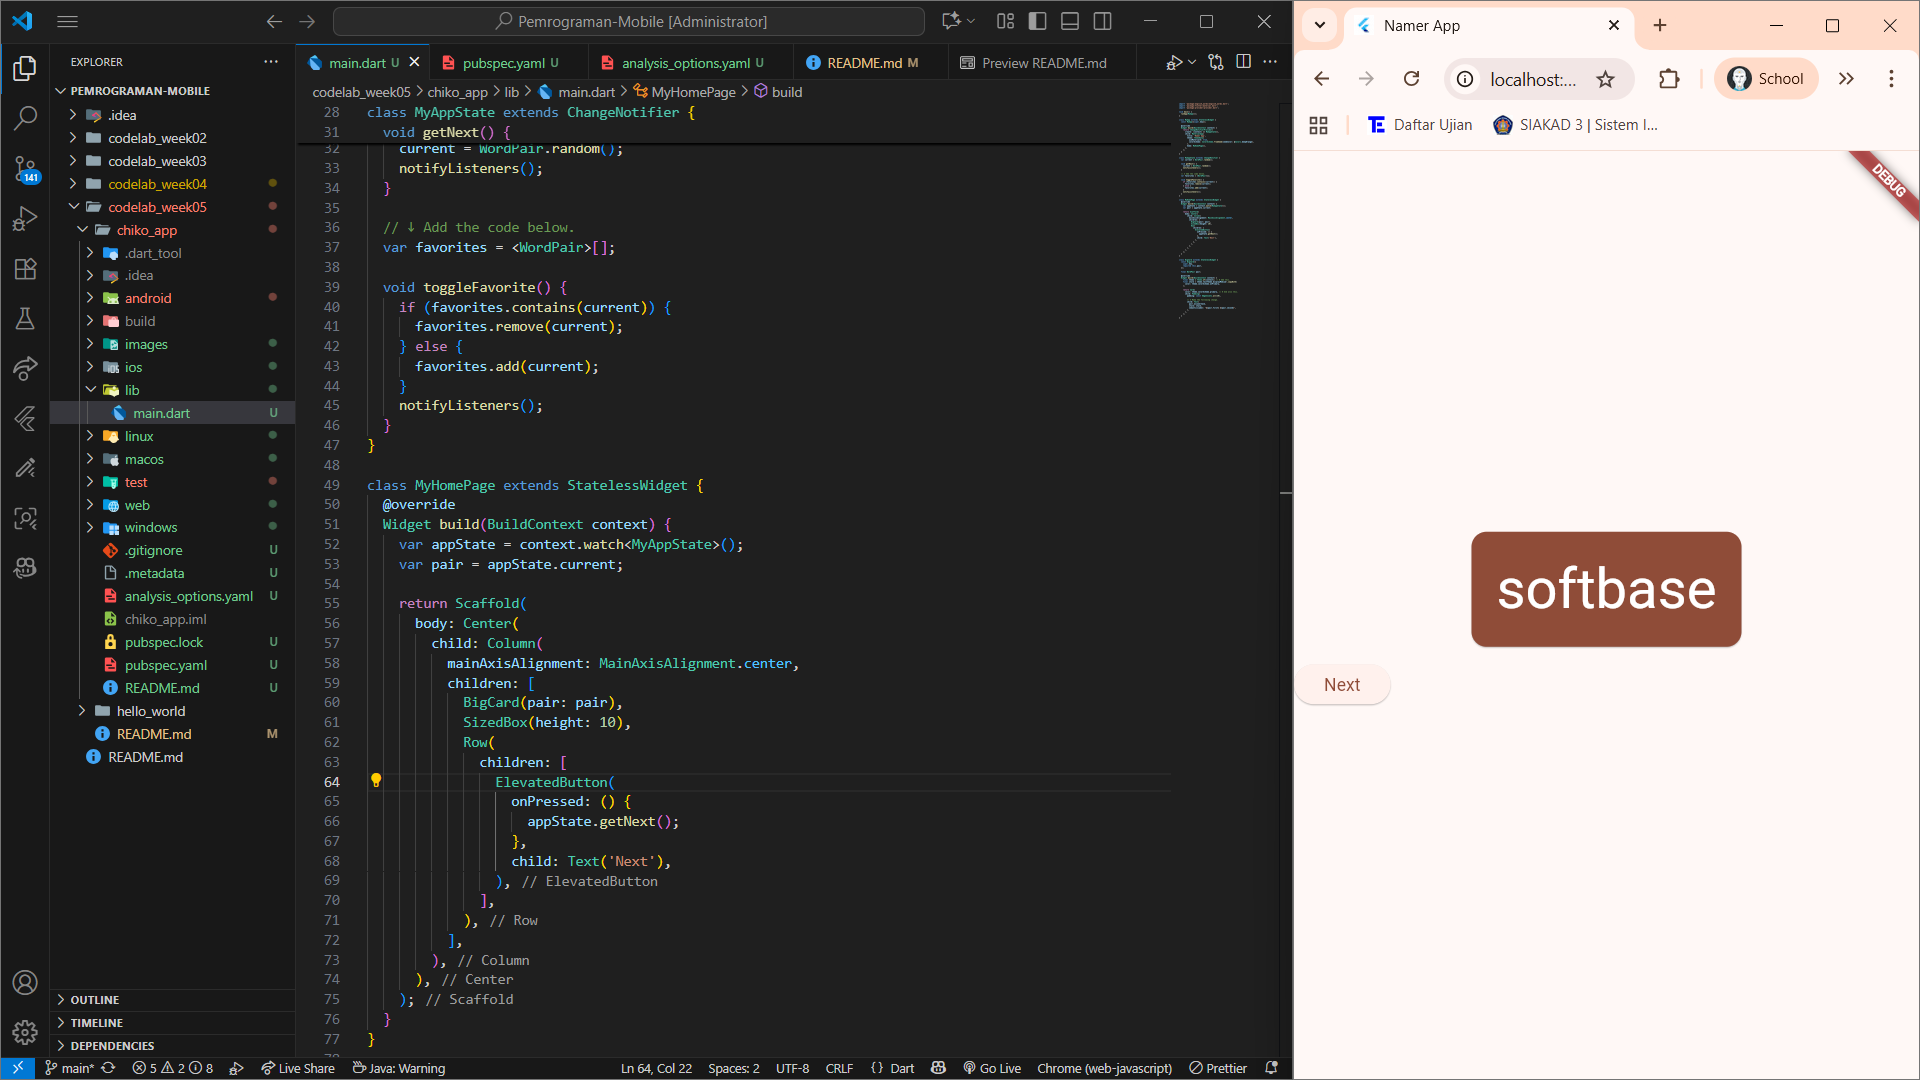 Pemrograman-Mobile [Administrator]
EXPLORER
PEMROGRAMAN-MOBILE
.idea
codelab_week02
codelab_week03
codelab_week04
codelab_week05
chiko_app
.dart_tool
.idea
android
build
images
ios
lib
main.dart U
linux
macos
test
web
windows
.gitignore U
.metadata U
analysis_options.yaml U
chiko_app.iml
pubspec.lock U
pubspec.yaml U
README.md U
hello_world
README.md M
README.md
OUTLINE
TIMELINE
DEPENDENCIES
141
main.dart U
pubspec.yaml U
analysis_options.yaml U
README.md M
Preview README.md
codelab_week05 > chiko_app > lib > main.dart > MyHomePage > build
28 class MyAppState extends ChangeNotifier {
31 void getNext() {
32 current = WordPair.random();
33 notifyListeners();
34 }
35
36 // ↓ Add the code below.
37 var favorites = <WordPair>[];
38
39 void toggleFavorite() {
40 if (favorites.contains(current)) {
41 favorites.remove(current);
42 } else {
43 favorites.add(current);
44 }
45 notifyListeners();
46 }
47 }
48
49 class MyHomePage extends StatelessWidget {
50 @override
51 Widget build(BuildContext context) {
52 var appState = context.watch<MyAppState>();
53 var pair = appState.current;
54
55 return Scaffold(
56 body: Center(
57 child: Column(
58 mainAxisAlignment: MainAxisAlignment.center,
59 children: [
60 BigCard(pair: pair),
61 SizedBox(height: 10),
62 Row(
63 children: [
64 ElevatedButton(
65 onPressed: () {
66 appState.getNext();
67 },
68 child: Text('Next'),
69 ), // ElevatedButton
70 ],
71 ), // Row
72 ],
73 ), // Column
74 ), // Center
75 ); // Scaffold
76 }
77 }
main* 5 2 8 Live Share Java: Warning Ln 64, Col 22 Spaces: 2 UTF-8 CRLF {} Dart Go Live Chrome (web-javascript) Prettier
Namer App
localhost:...
School
Daftar Ujian
SIAKAD 3 | Sistem I...
DEBUG
softbase
Next